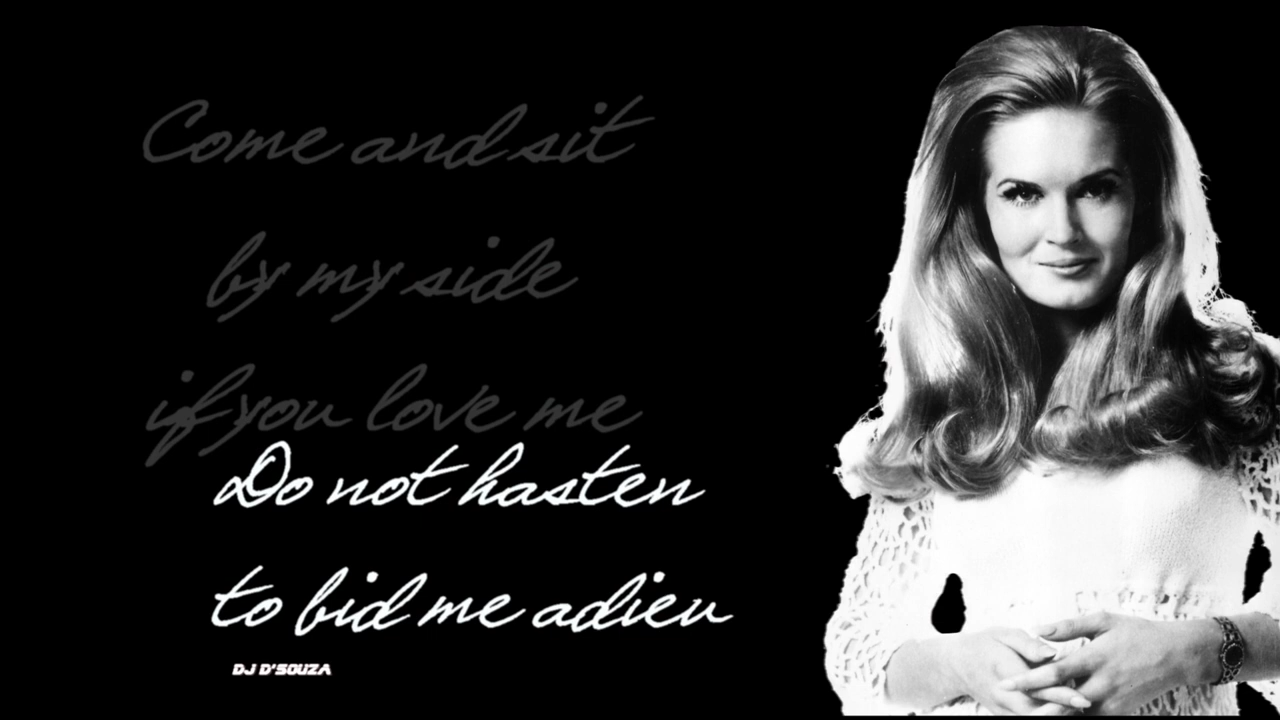 Come and sit
by my side
if you love me
Do not hasten
to bid me adieu
DJ D'SOUZA